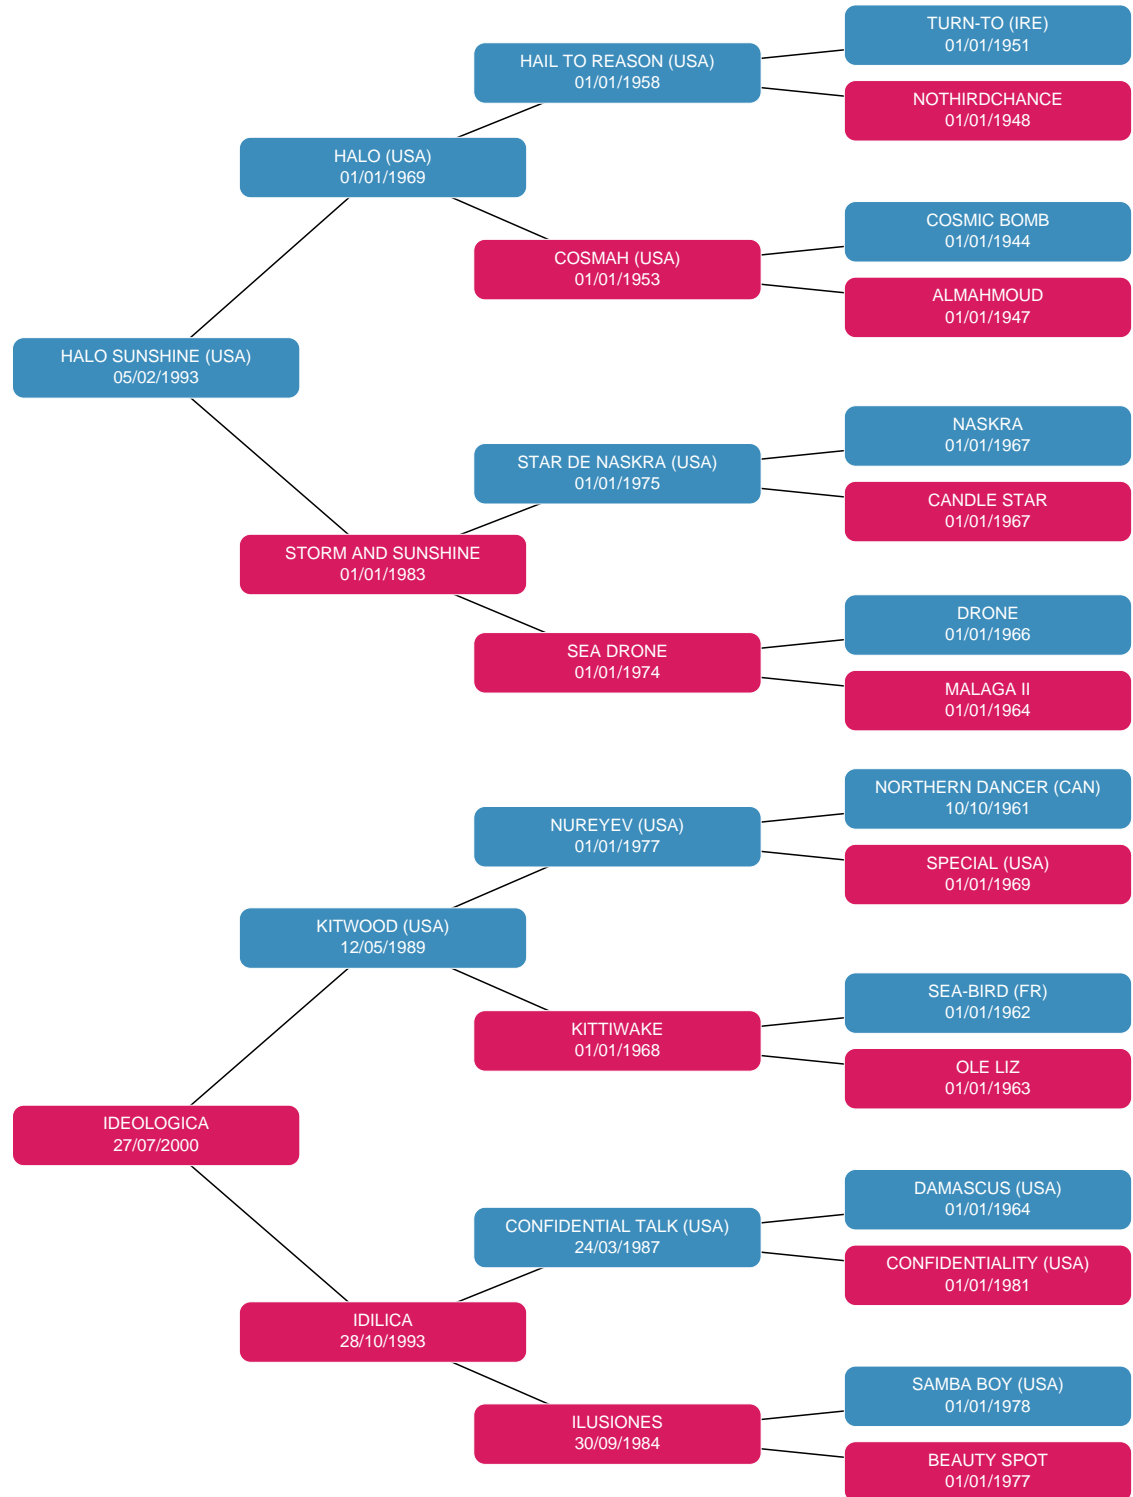 TURN-TO (IRE)
01/01/1951
HAIL TO REASON (USA)
01/01/1958
NOTHIRDCHANCE
01/01/1948
HALO (USA)
01/01/1969
COSMIC BOMB
01/01/1944
COSMAH (USA)
01/01/1953
ALMAHMOUD
01/01/1947
HALO SUNSHINE (USA)
05/02/1993
NASKRA
01/01/1967
STAR DE NASKRA (USA)
01/01/1975
CANDLE STAR
01/01/1967
STORM AND SUNSHINE
01/01/1983
DRONE
01/01/1966
SEA DRONE
01/01/1974
MALAGA II
01/01/1964
NORTHERN DANCER (CAN)
10/10/1961
NUREYEV (USA)
01/01/1977
SPECIAL (USA)
01/01/1969
KITWOOD (USA)
12/05/1989
SEA-BIRD (FR)
01/01/1962
KITTIWAKE
01/01/1968
OLE LIZ
01/01/1963
IDEOLOGICA
27/07/2000
DAMASCUS (USA)
01/01/1964
CONFIDENTIAL TALK (USA)
24/03/1987
CONFIDENTIALITY (USA)
01/01/1981
IDILICA
28/10/1993
SAMBA BOY (USA)
01/01/1978
ILUSIONES
30/09/1984
BEAUTY SPOT
01/01/1977